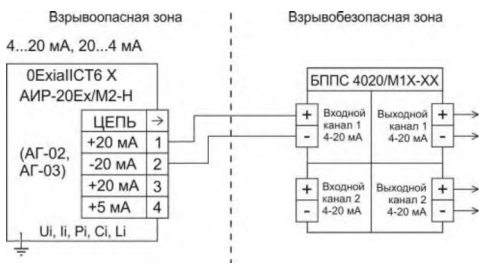 Взрывоопасная зона
Взрывобезопасная зона
4...20 мА, 20...4 мА
0ExiaIICT6 X
АИР-20Ex/М2-Н
ЦЕПЬ →
+20 мА 1
-20 мА 2
+20 мА 3
+5 мА 4
(АГ-02,
АГ-03)
Ui, Ii, Pi, Ci, Li
БППС 4020/М1Х-ХХ
+
-
Входной
канал 1
4-20 мА
Выходной
канал 1
4-20 мА
+
-
+
-
Входной
канал 2
4-20 мА
Выходной
канал 2
4-20 мА
+
-